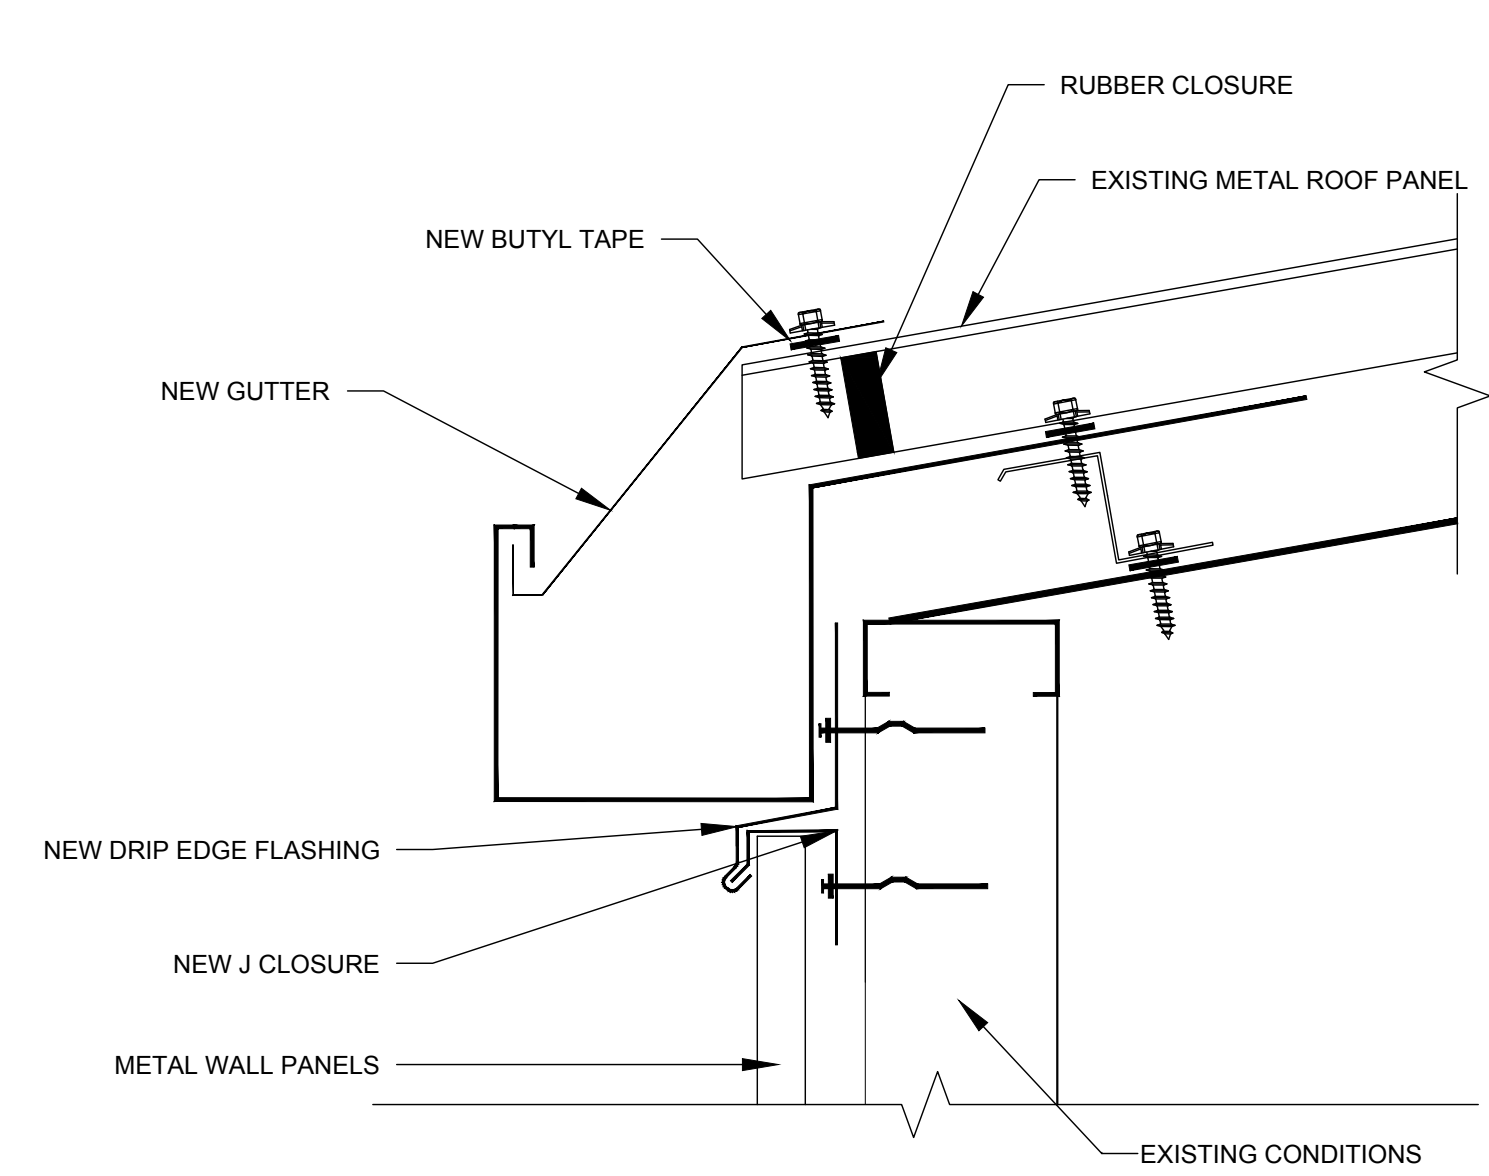 RUBBER CLOSURE
EXISTING METAL ROOF PANEL
NEW BUTYL TAPE
NEW GUTTER
NEW DRIP EDGE FLASHING
NEW J CLOSURE
METAL WALL PANELS
EXISTING CONDITIONS